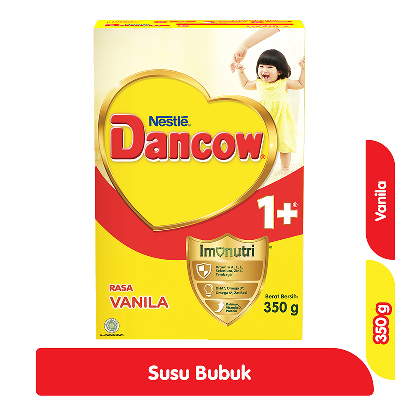 Nestlé
Dancow
1+
Imunutri
RASA
VANILA
Berat Bersih:
350 g
Vanila
350 g
Susu Bubuk